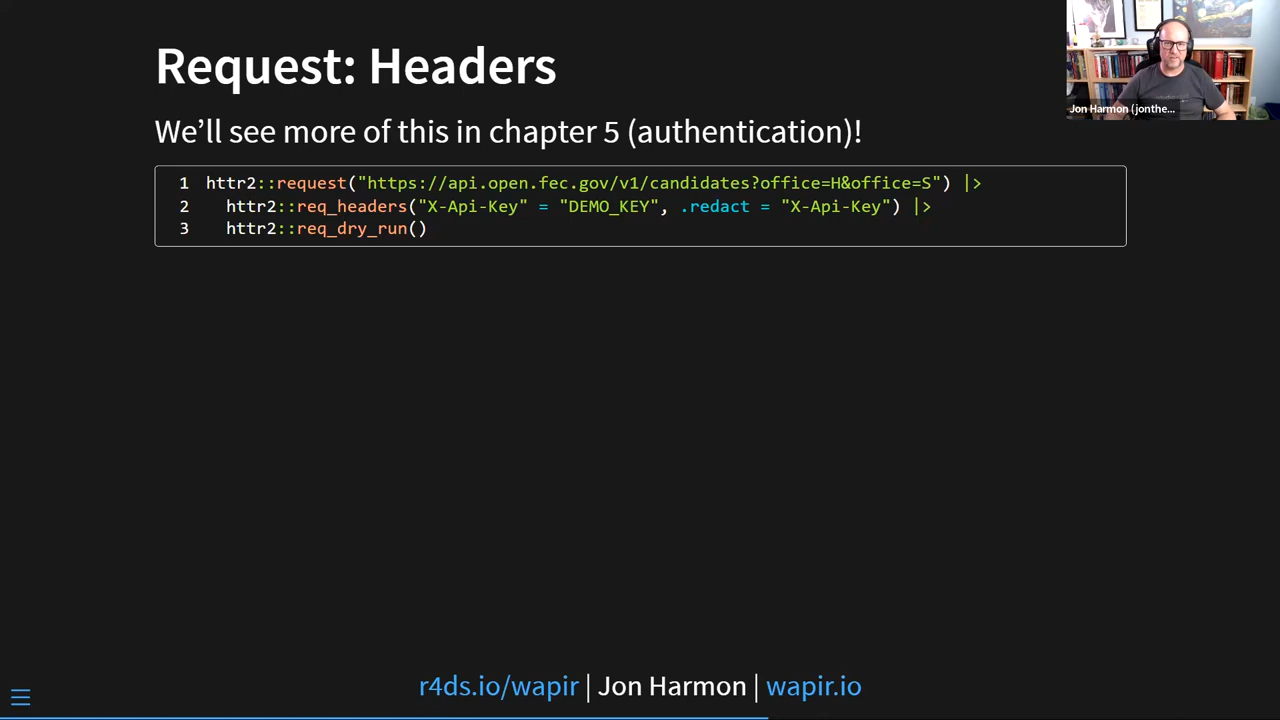 Request: Headers
We’ll see more of this in chapter 5 (authentication)!
1 httr2::request("https://api.open.fec.gov/v1/candidates?office=H&office=S") |>
2   httr2::req_headers("X-Api-Key" = "DEMO_KEY", .redact = "X-Api-Key") |>
3   httr2::req_dry_run()
Jon Harmon (jonthe...
r4ds.io/wapir | Jon Harmon | wapir.io